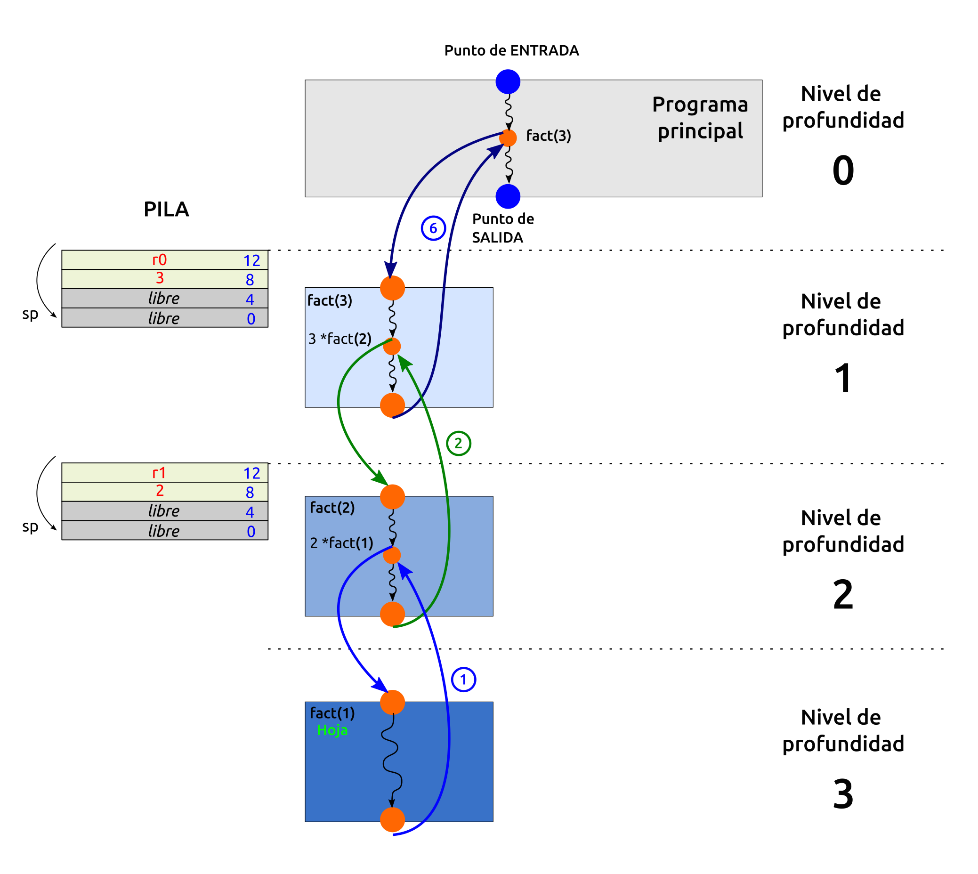 Punto de ENTRADA
Programa
principal
fact(3)
Nivel de
profundidad
0
Punto de
SALIDA
6
PILA
r0 12
3 8
libre 4
libre 0
sp
fact(3)
3 *fact(2)
Nivel de
profundidad
1
2
r1 12
2 8
libre 4
libre 0
sp
fact(2)
2 *fact(1)
Nivel de
profundidad
2
1
fact(1)
Hoja
Nivel de
profundidad
3